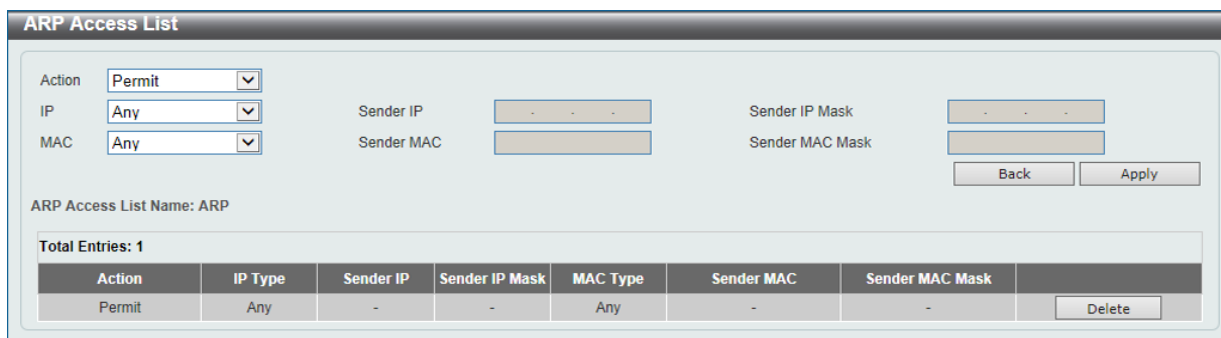 ARP Access List
Action Permit
IP Any Sender IP . . . Sender IP Mask . . .
MAC Any Sender MAC Sender MAC Mask
Back Apply
ARP Access List Name: ARP
Total Entries: 1
Action IP Type Sender IP Sender IP Mask MAC Type Sender MAC Sender MAC Mask
Permit Any - - Any - - Delete